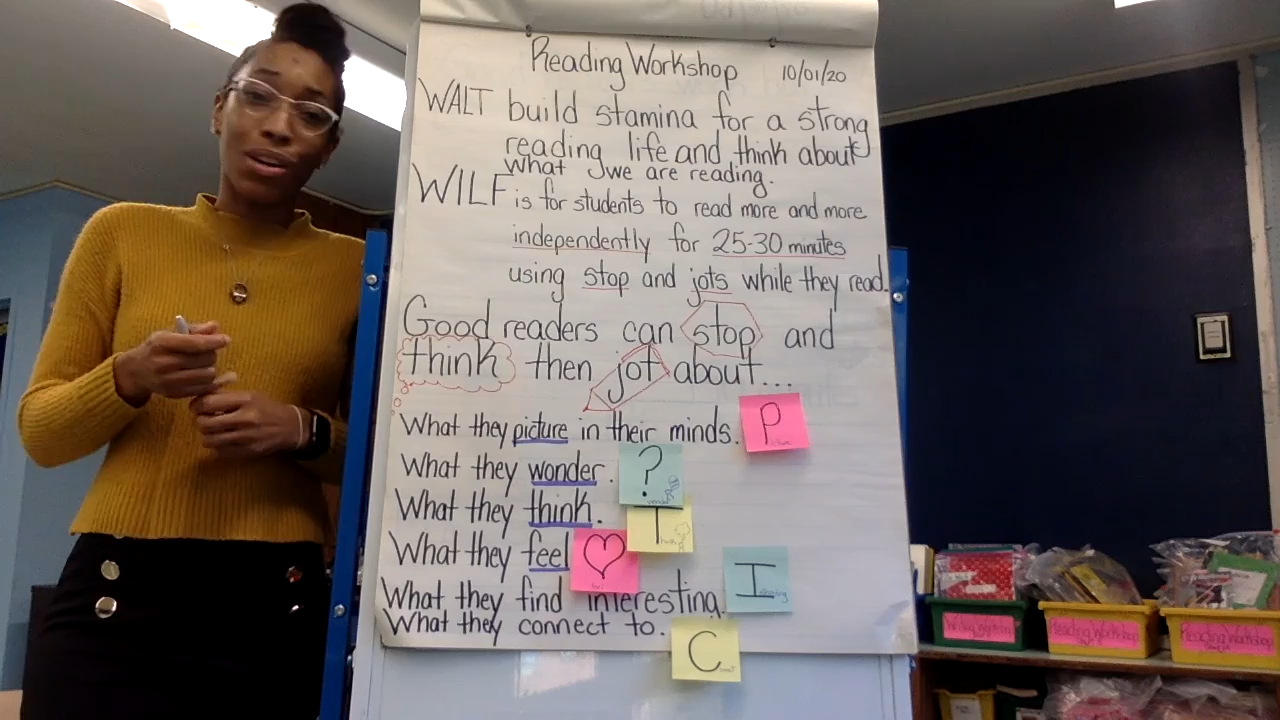 Reading Workshop 10/01/20
WALT build stamina for a strong
reading life and think about
what we are reading.
WILF is for students to read more and more
independently for 25-30 minutes
using stop and jots while they read.
Good readers can stop and
think then jot about...
What they picture in their minds. P
What they wonder. ?
wonder
What they think. T
think
What they feel
feel
What they find interesting. I
What they connect to. C
Reading Workshop
Reading Workshop